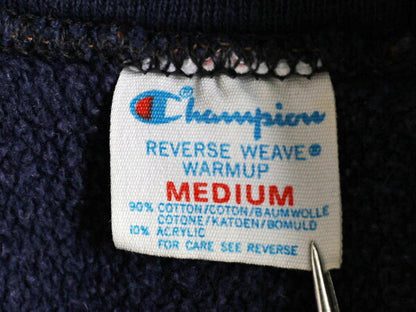 Champion®
REVERSE WEAVE®
WARMUP
MEDIUM
90% COTTON/COTON/BAUMWOLLE
COTONE/KATOEN/BOMULD
10% ACRYLIC
FOR CARE SEE REVERSE